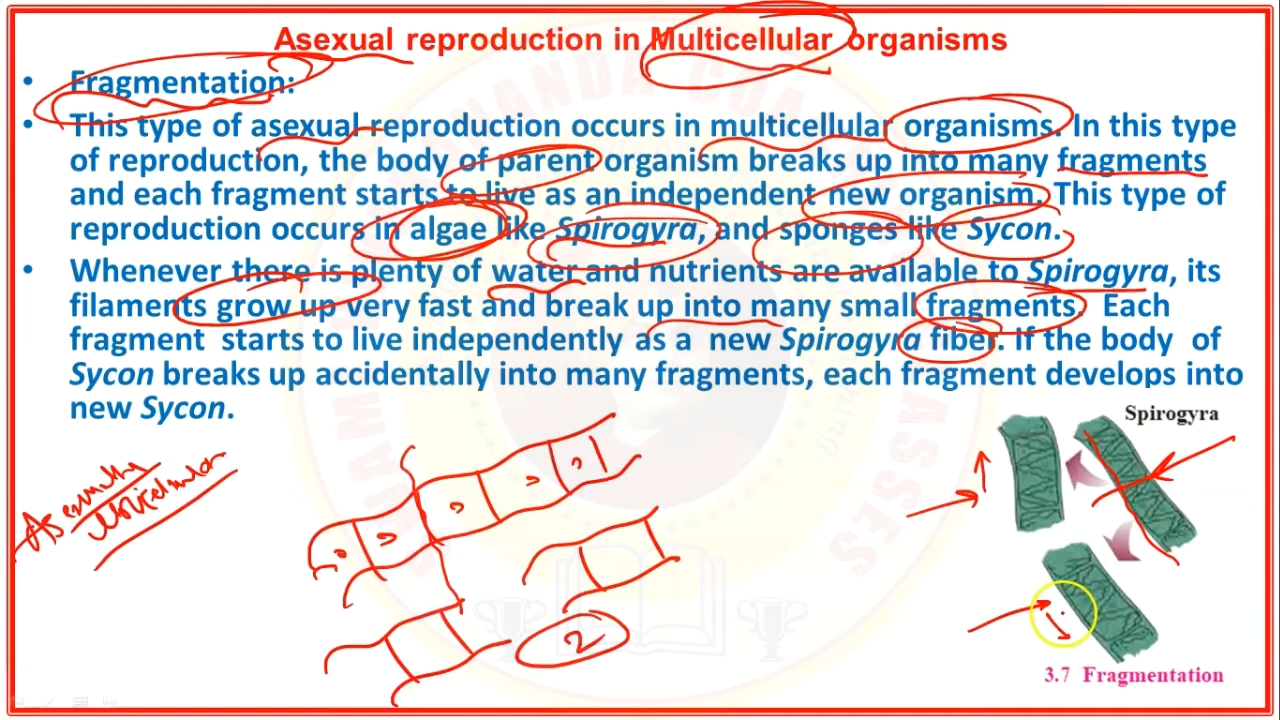 Asexual reproduction in Multicellular organisms
• Fragmentation:
• This type of asexual reproduction occurs in multicellular organisms. In this type
of reproduction, the body of parent organism breaks up into many fragments
and each fragment starts to live as an independent new organism. This type of
reproduction occurs in algae like Spirogyra, and sponges like Sycon.
• Whenever there is plenty of water and nutrients are available to Spirogyra, its
filaments grow up very fast and break up into many small fragments. Each
fragment starts to live independently as a new Spirogyra fiber. If the body of
Sycon breaks up accidentally into many fragments, each fragment develops into
new Sycon.
Spirogyra
2
3.7 Fragmentation